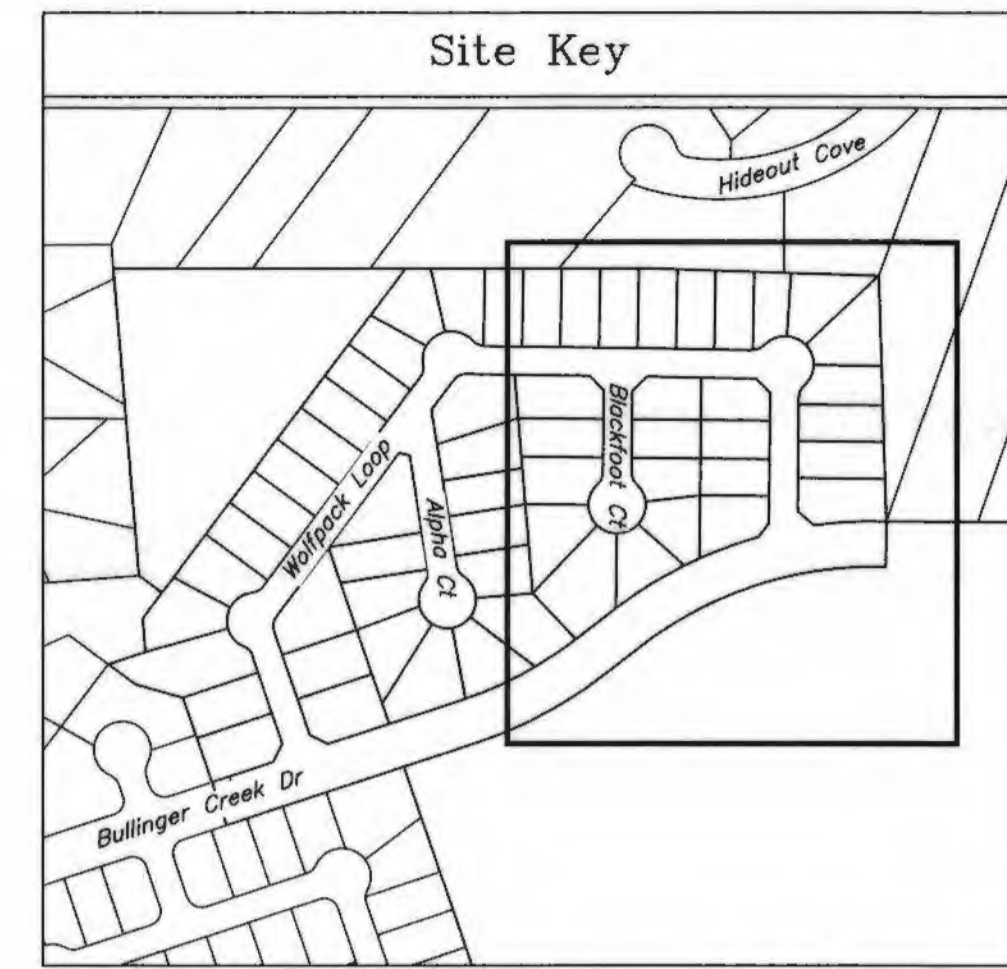 Site Key
Hideout Cove
Blackfoot Ct
Wolfpack Loop
Alpha Ct
Bullinger Creek Dr